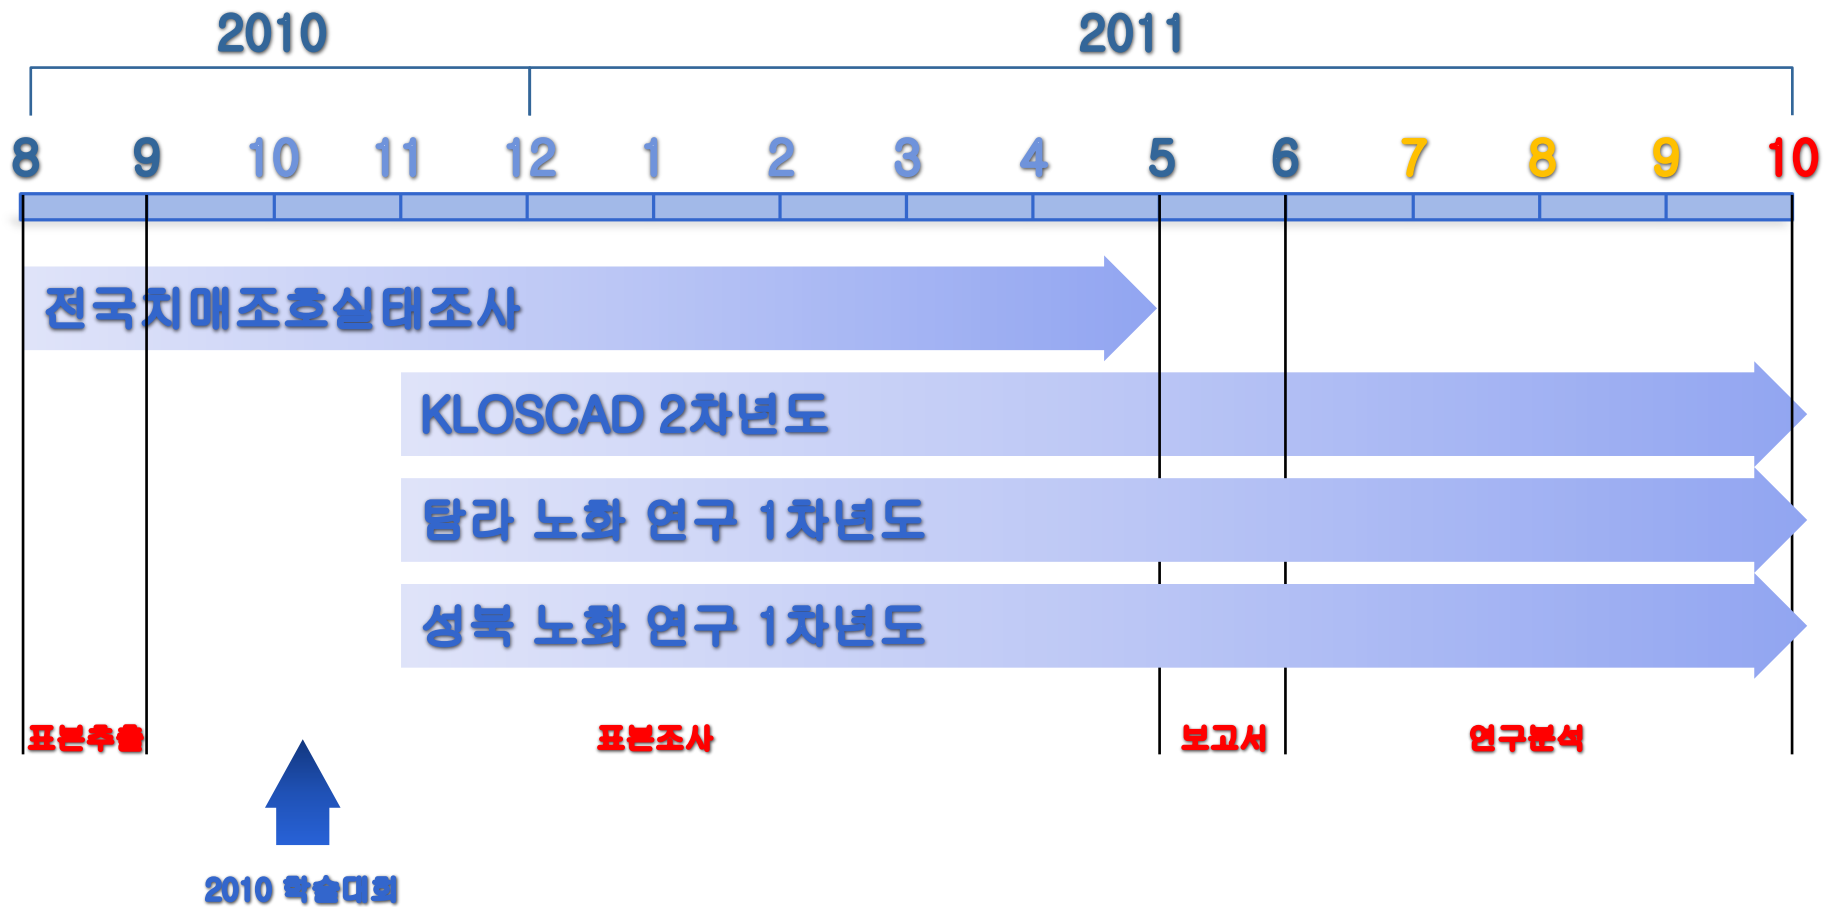 2010 2011
8 9 10 11 12 1 2 3 4 5 6 7 8 9 10
전국치매조호실태조사
KLOSCAD 2차년도
탐라 노화 연구 1차년도
성북 노화 연구 1차년도
표본추출 표본조사 보고서 연구분석
2010 학술대회